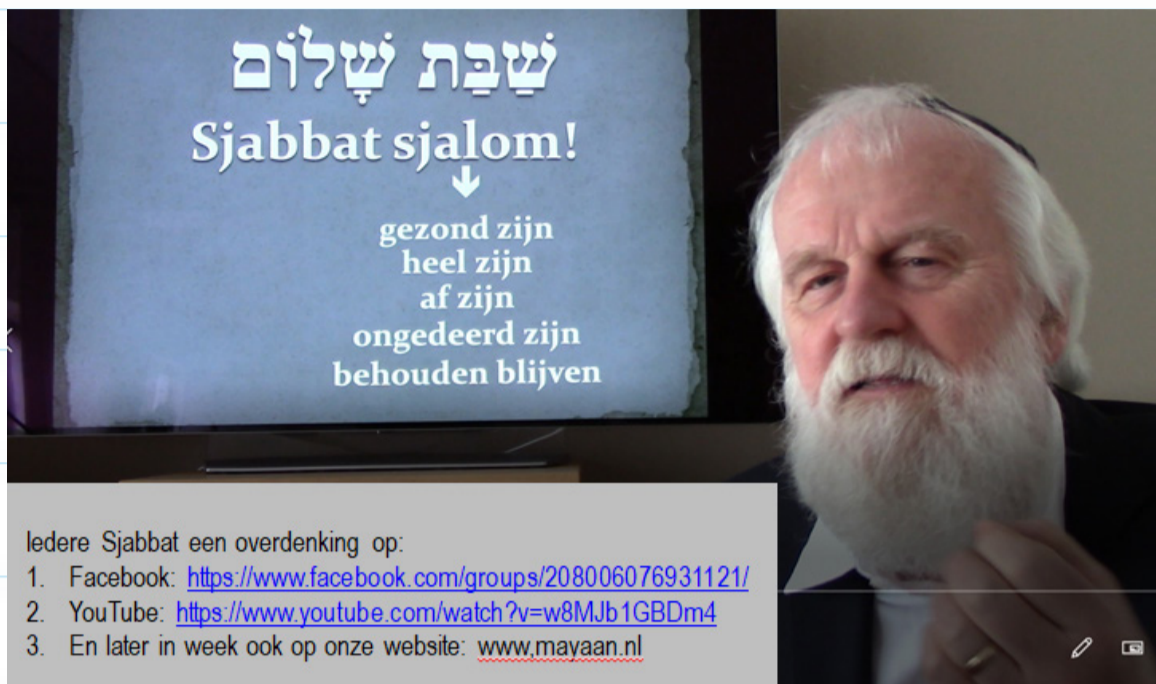 שַׁבַּת שָׁלוֹם
Sjabbat sjalom!
gezond zijn
heel zijn
af zijn
ongedeerd zijn
behouden blijven
Iedere Sjabbat een overdenking op:
1. Facebook: https://www.facebook.com/groups/208006076931121/
2. YouTube: https://www.youtube.com/watch?v=w8MJb1GBDm4
3. En later in week ook op onze website: www,mayaan.nl